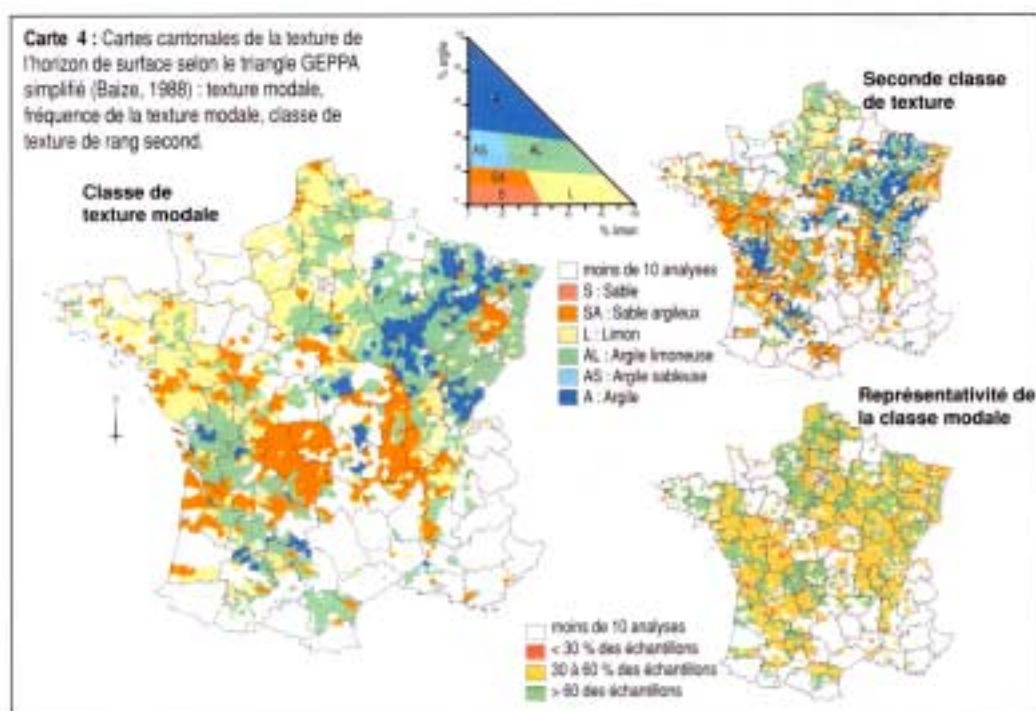 Carte 4 : Cartes cantonales de la texture de
l'horizon de surface selon le triangle GEPPA
simplifié (Baize, 1988) : texture modale,
fréquence de la texture modale, classe de
texture de rang second.
Classe de
texture modale
% argile
A
AS
AL
SA
S
L
% limon
moins de 10 analyses
S : Sable
SA : Sable argileux
L : Limon
AL : Argile limoneuse
AS : Argile sableuse
A : Argile
Seconde classe
de texture
Représentativité de
la classe modale
moins de 10 analyses
< 30 % des échantillons
30 à 60 % des échantillons
> 60 des échantillons